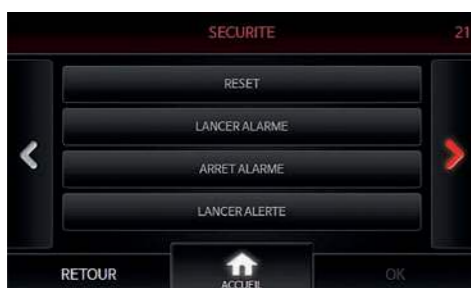 SECURITE 21
RESET
LANCER ALARME
ARRET ALARME
LANCER ALERTE
RETOUR ACCUEIL OK